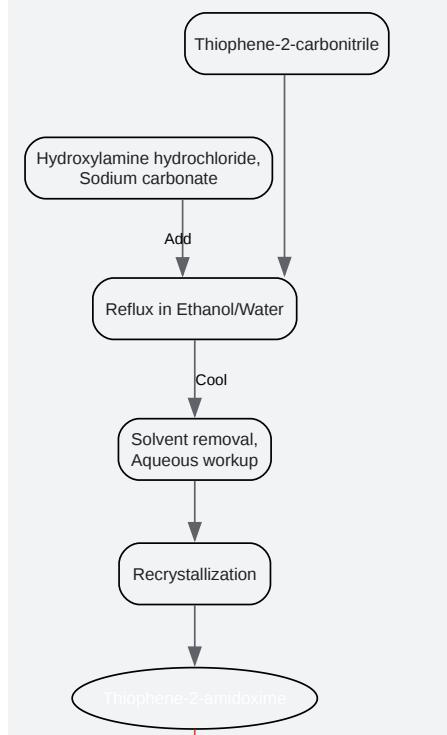 Thiophene-2-carbonitrile
Hydroxylamine hydrochloride,
Sodium carbonate
Add
Reflux in Ethanol/Water
Cool
Solvent removal,
Aqueous workup
Recrystallization
Thiophene-2-amidoxime